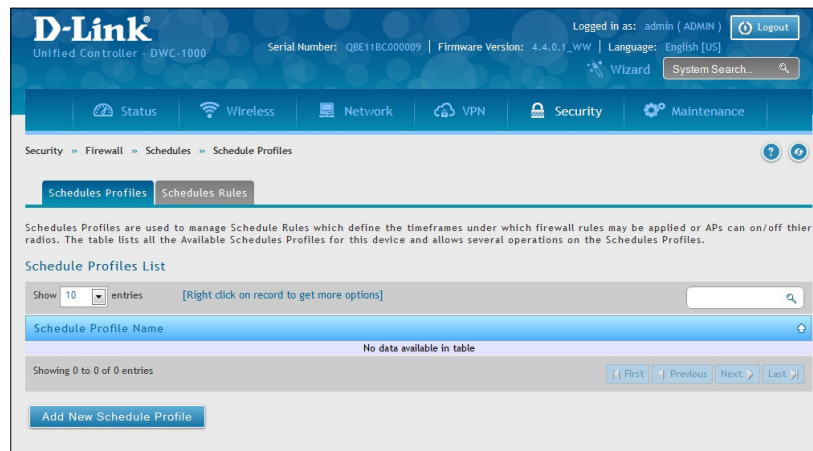 D-Link®
Logged in as: admin ( ADMIN ) Logout
Unified Controller - DWC-1000
Serial Number: QBE11BC000009 | Firmware Version: 4.4.0.1_WW | Language: English [US]
Wizard System Search...
Status Wireless Network VPN Security Maintenance
Security » Firewall » Schedules » Schedule Profiles ?
Schedules Profiles Schedules Rules
Schedules Profiles are used to manage Schedule Rules which define the timeframes under which firewall rules may be applied or APs can on/off thier
radios. The table lists all the Available Schedules Profiles for this device and allows several operations on the Schedules Profiles.
Schedule Profiles List
Show 10 entries [Right click on record to get more options]
Schedule Profile Name
No data available in table
Showing 0 to 0 of 0 entries First Previous Next Last
Add New Schedule Profile